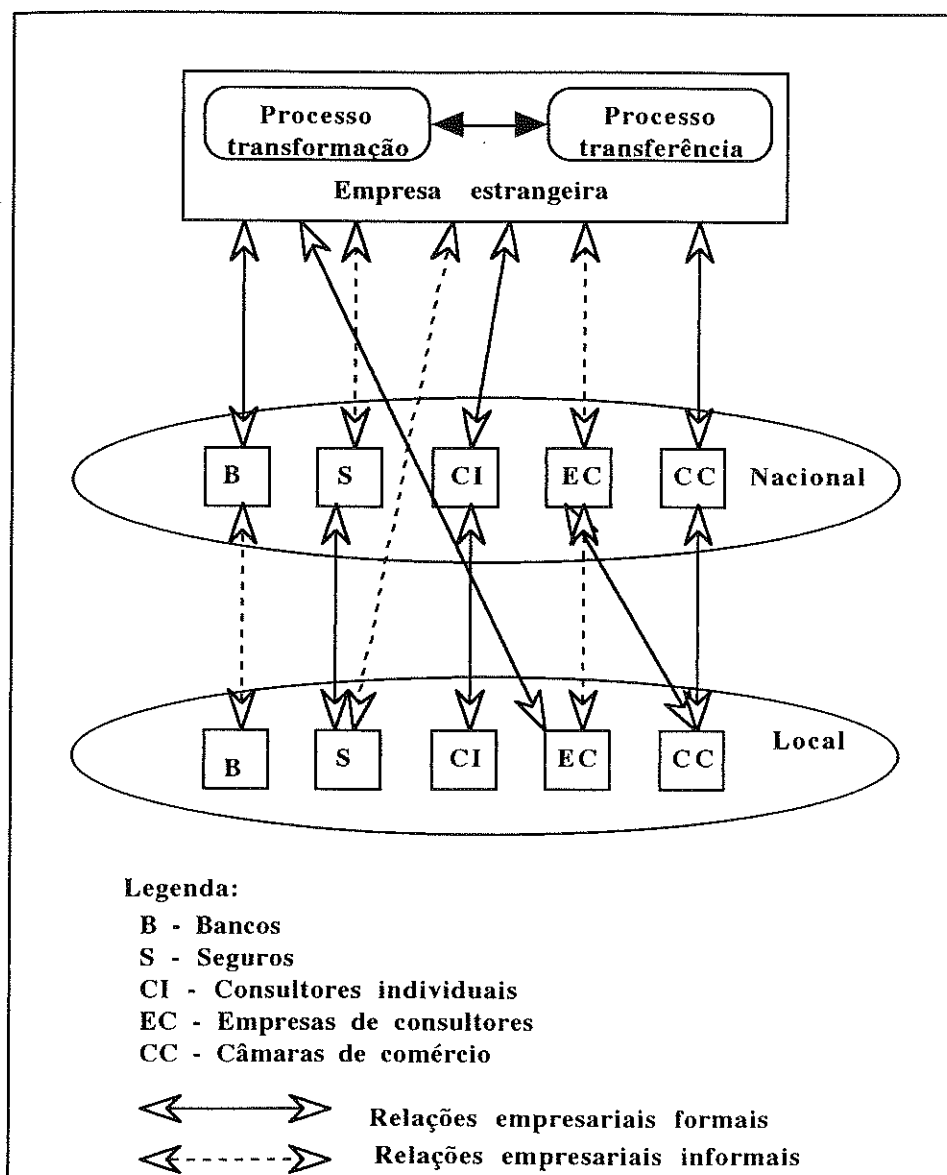 Processo
transformação
Processo
transferência
Empresa estrangeira
B
S
CI
EC
CC
Nacional
B
S
CI
EC
CC
Local
Legenda:
B - Bancos
S - Seguros
CI - Consultores individuais
EC - Empresas de consultores
CC - Câmaras de comércio
Relações empresariais formais
Relações empresariais informais